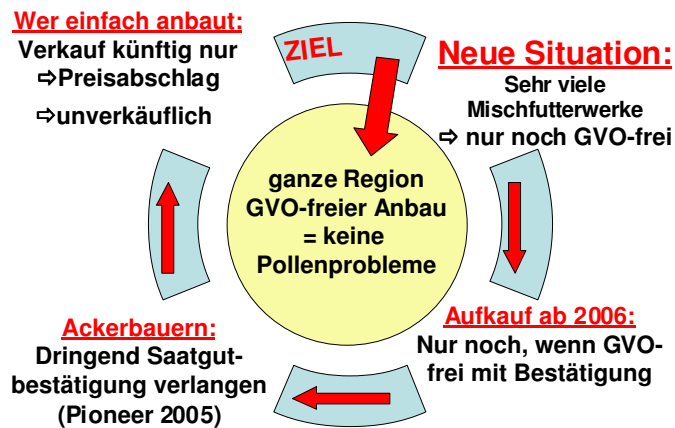 Wer einfach anbaut:
Verkauf künftig nur
⇨Preisabschlag
⇨unverkäuflich
ZIEL
Neue Situation:
Sehr viele
Mischfutterwerke
⇨ nur noch GVO-frei
ganze Region
GVO-freier Anbau
= keine
Pollenprobleme
Aufkauf ab 2006:
Nur noch, wenn GVO-
frei mit Bestätigung
Ackerbauern:
Dringend Saatgut-
bestätigung verlangen
(Pioneer 2005)